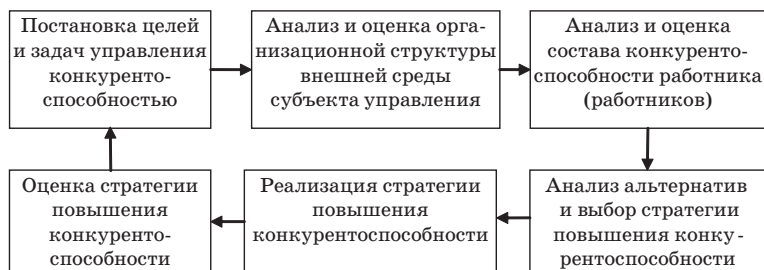 Постановка целей
и задач управления
конкуренто-
способностью
Анализ и оценка орга-
низационной структуры
внешней среды
субъекта управления
Анализ и оценка
состава конкуренто-
способности работника
(работников)
Оценка стратегии
повышения
конкуренто-
способности
Реализация стратегии
повышения
конкурентоспособности
Анализ альтернатив
и выбор стратегии
повышения конку-
рентоспособности